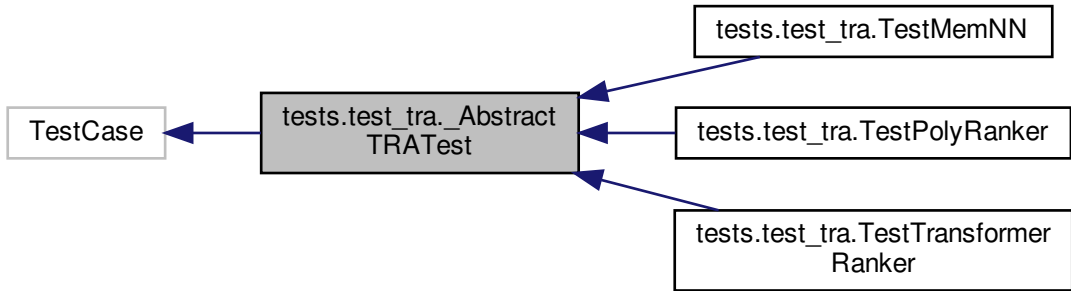 TestCase
tests.test_tra._Abstract
TRATest
tests.test_tra.TestMemNN
tests.test_tra.TestPolyRanker
tests.test_tra.TestTransformer
Ranker